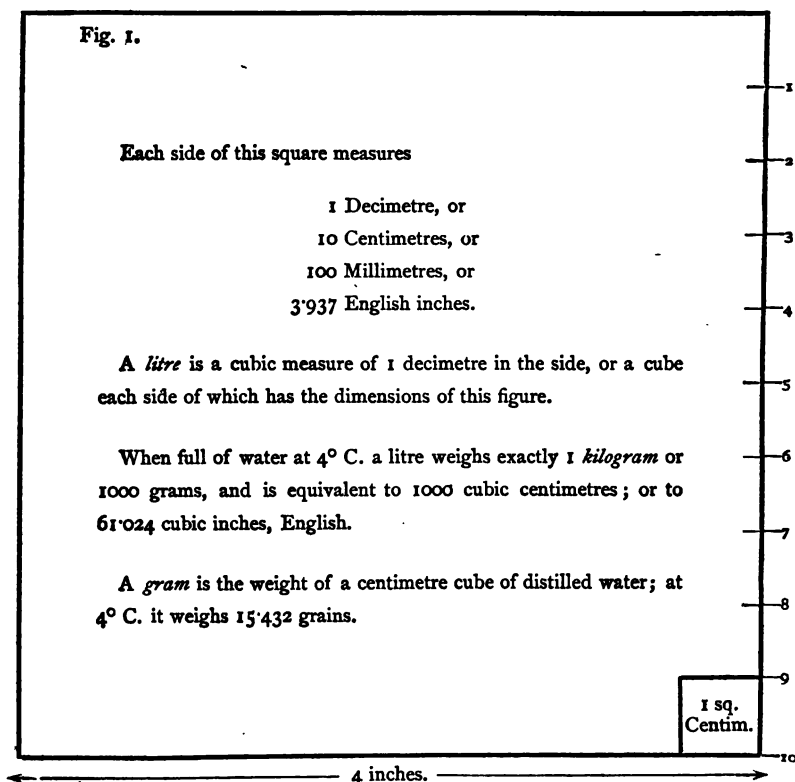 Fig. 1.
1
Each side of this square measures
2
1 Decimetre, or
10 Centimetres, or
3
100 Millimetres, or
3·937 English inches.
4
A litre is a cubic measure of 1 decimetre in the side, or a cube
5
each side of which has the dimensions of this figure.
When full of water at 4° C. a litre weighs exactly 1 kilogram or
6
1000 grams, and is equivalent to 1000 cubic centimetres ; or to
61·024 cubic inches, English.
7
A gram is the weight of a centimetre cube of distilled water; at
8
4° C. it weighs 15·432 grains.
9
1 sq.
Centim.
10
4 inches.